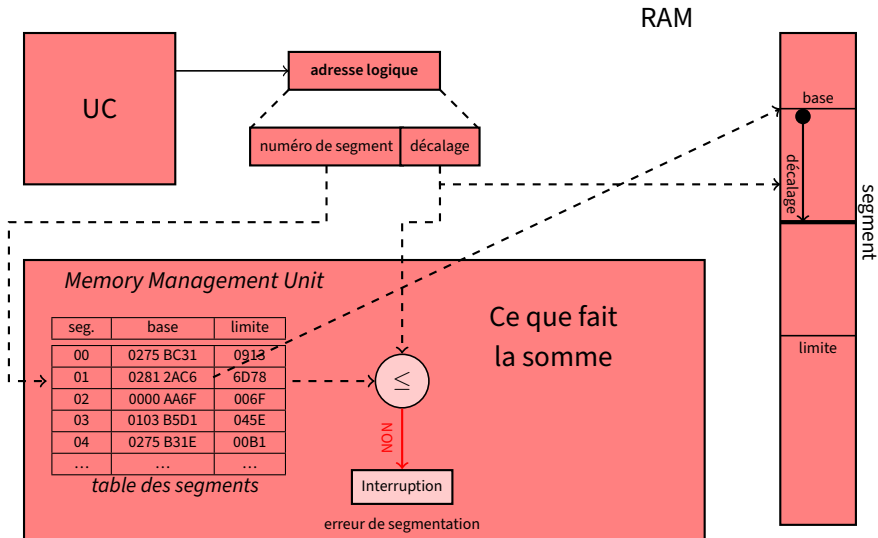 RAM
UC
adresse logique
numéro de segment décalage
base
décalage
segment
limite
Memory Management Unit
seg. base limite
00 0275 BC31 0913
01 0281 2AC6 6D78
02 0000 AA6F 006F
03 0103 B5D1 045E
04 0275 B31E 00B1
… … …
table des segments
Ce que fait
la somme
≤
NON
Interruption
erreur de segmentation